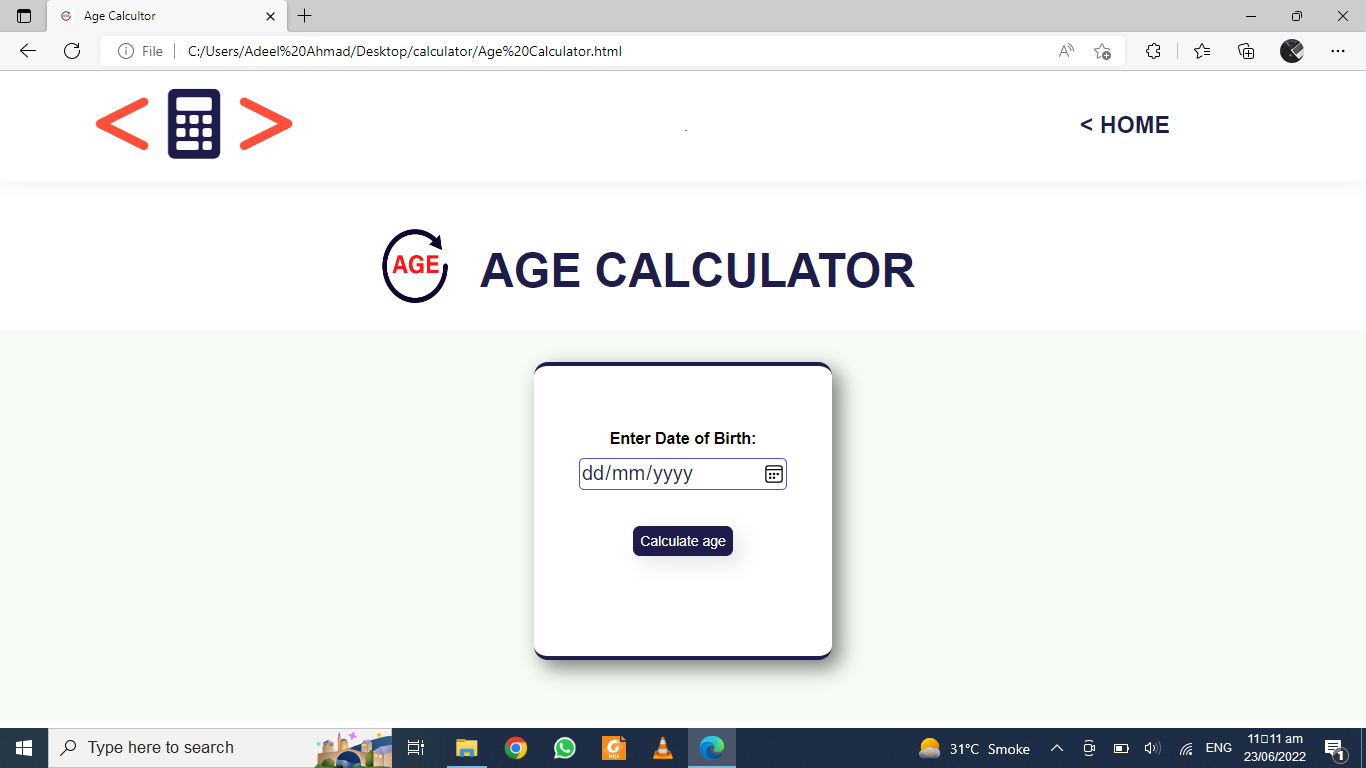 Age Calcultor
File
C:/Users/Adeel%20Ahmad/Desktop/calculator/Age%20Calculator.html
< HOME
AGE
AGE CALCULATOR
Enter Date of Birth:
dd/mm/yyyy
Calculate age
Type here to search
PDF
31°C Smoke
ENG
11▯11 am
23/06/2022
1